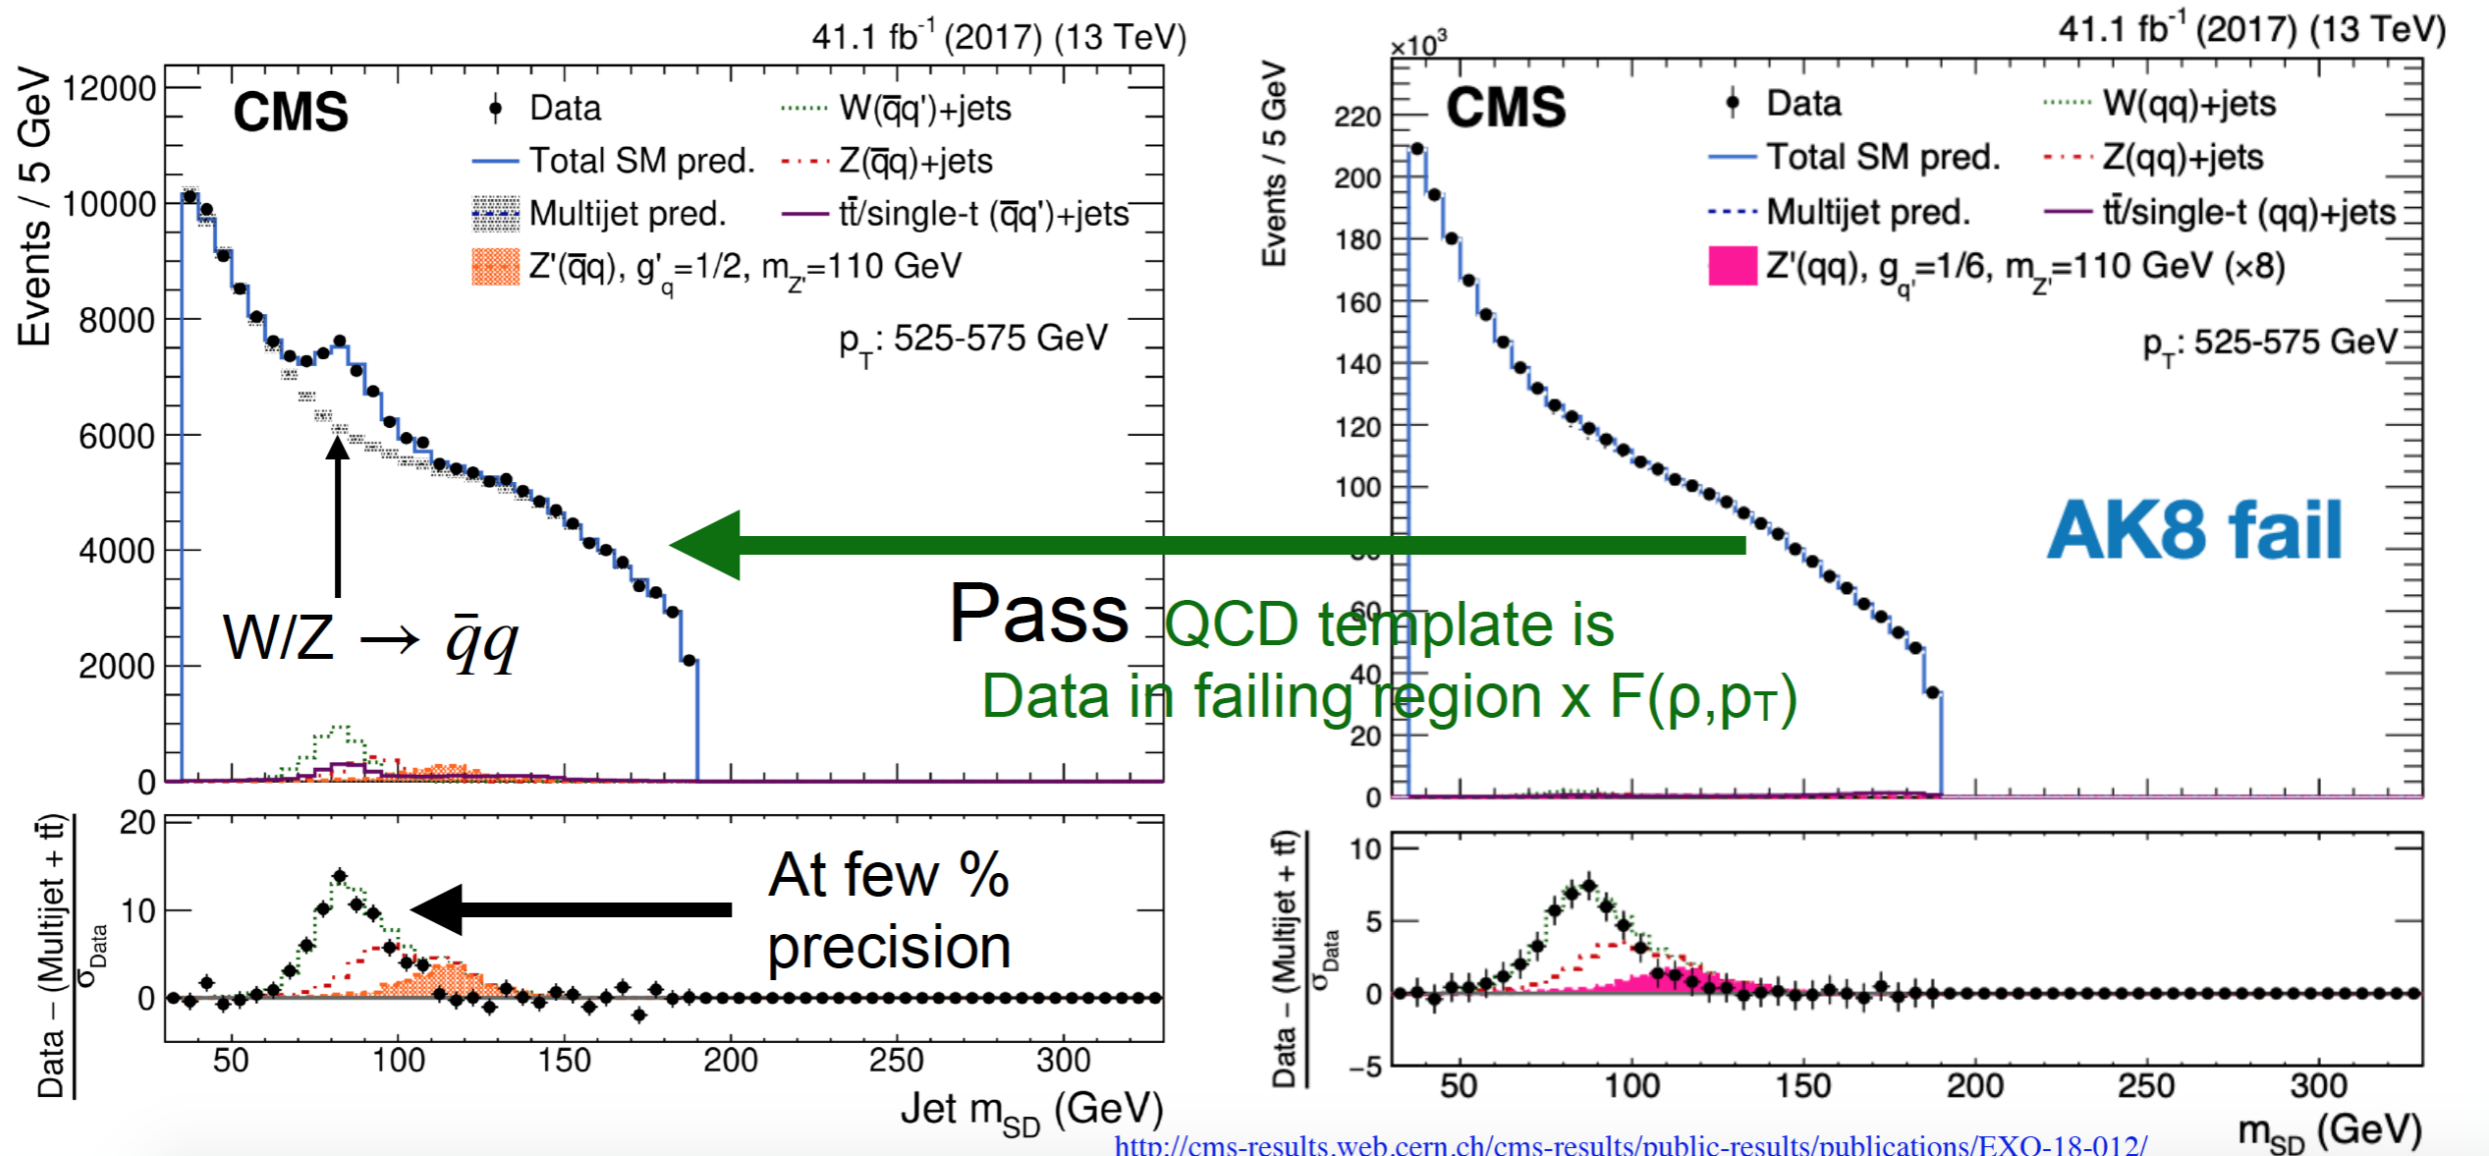 41.1 fb⁻¹ (2017) (13 TeV)
Events / 5 GeV
12000
10000
8000
6000
4000
2000
0
CMS
Data
Total SM pred.
Multijet pred.
Z'(q̅q), g'q=1/2, mZ'=110 GeV
W(q̅q')+jets
Z(q̅q)+jets
tt̅/single-t (q̅q')+jets
pT: 525-575 GeV
W/Z → q̅q
Pass
20
10
0
Data − (Multijet + tt̅)
σData
At few %
precision
50 100 150 200 250 300
Jet mSD (GeV)
QCD template is
Data in failing region x F(ρ,pT)
41.1 fb⁻¹ (2017) (13 TeV)
×10³
Events / 5 GeV
220
200
180
160
140
120
100
80
60
40
20
0
CMS
Data
Total SM pred.
Multijet pred.
Z'(qq), gq'=1/6, mZ'=110 GeV (×8)
W(qq)+jets
Z(qq)+jets
tt̅/single-t (qq)+jets
pT: 525-575 GeV
AK8 fail
10
5
0
−5
Data − (Multijet + tt̅)
σData
50 100 150 200 250 300
mSD (GeV)
http://cms-results.web.cern.ch/cms-results/public-results/publications/EXO-18-012/